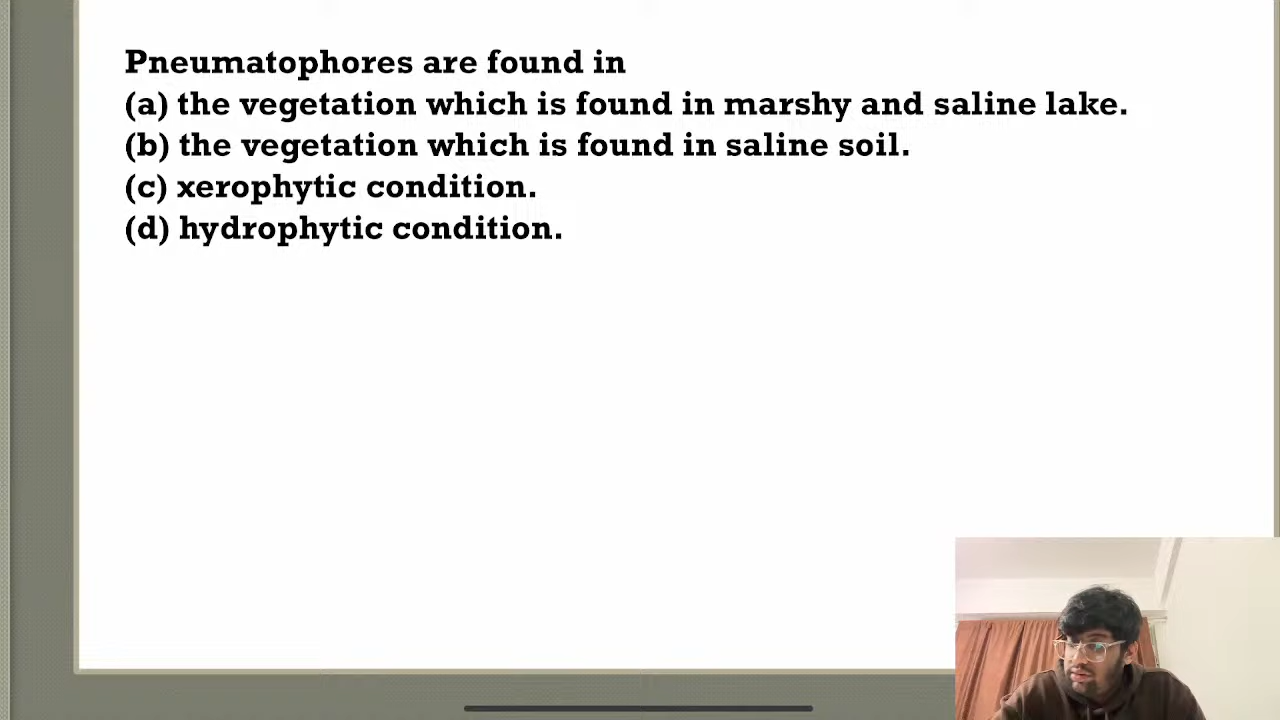 Pneumatophores are found in
(a) the vegetation which is found in marshy and saline lake.
(b) the vegetation which is found in saline soil.
(c) xerophytic condition.
(d) hydrophytic condition.